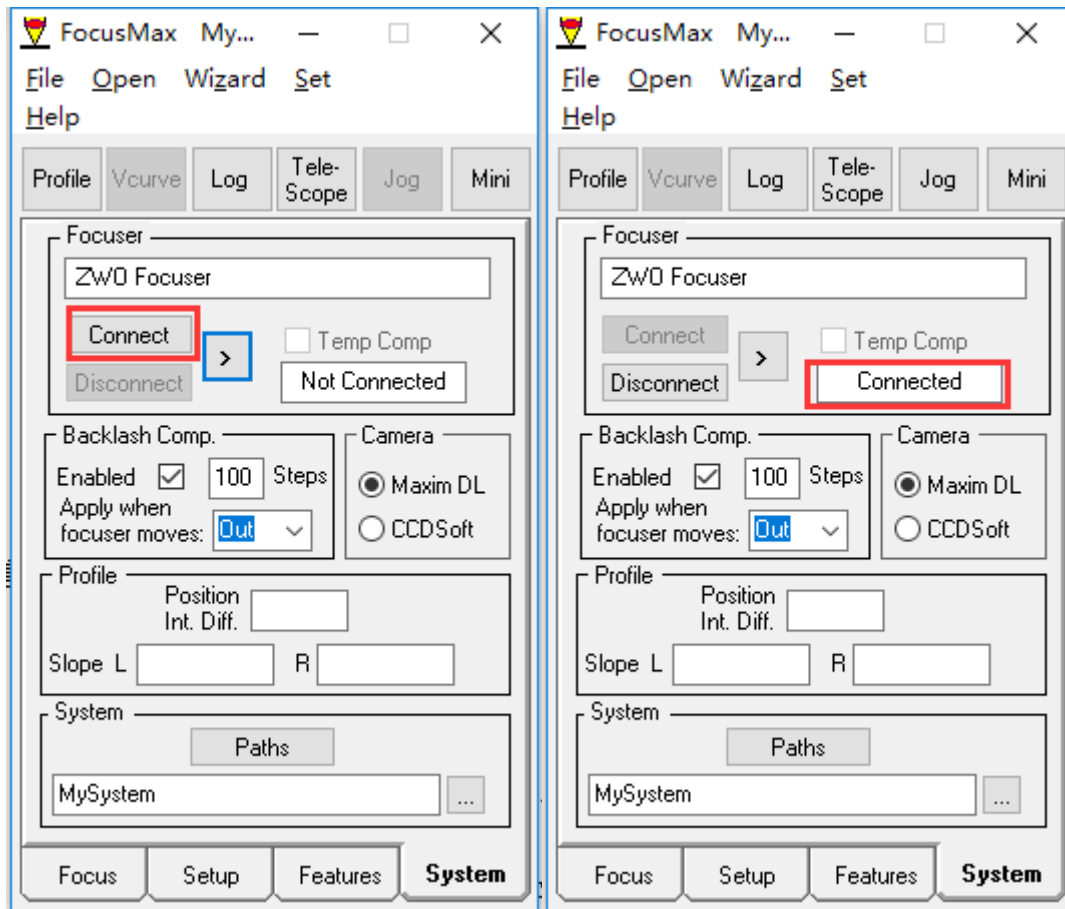 FocusMax My...
File Open Wizard Set
Help
Profile Vcurve Log Tele-Scope Jog Mini
Focuser
ZWO Focuser
Connect
>
Temp Comp
Disconnect
Not Connected
Backlash Comp.
Enabled 100 Steps
Apply when
focuser moves: Out
Camera
Maxim DL
CCDSoft
Profile
Position
Int. Diff.
Slope L R
System
Paths
MySystem ...
Focus Setup Features System
FocusMax My...
File Open Wizard Set
Help
Profile Vcurve Log Tele-Scope Jog Mini
Focuser
ZWO Focuser
Connect
>
Temp Comp
Disconnect
Connected
Backlash Comp.
Enabled 100 Steps
Apply when
focuser moves: Out
Camera
Maxim DL
CCDSoft
Profile
Position
Int. Diff.
Slope L R
System
Paths
MySystem ...
Focus Setup Features System